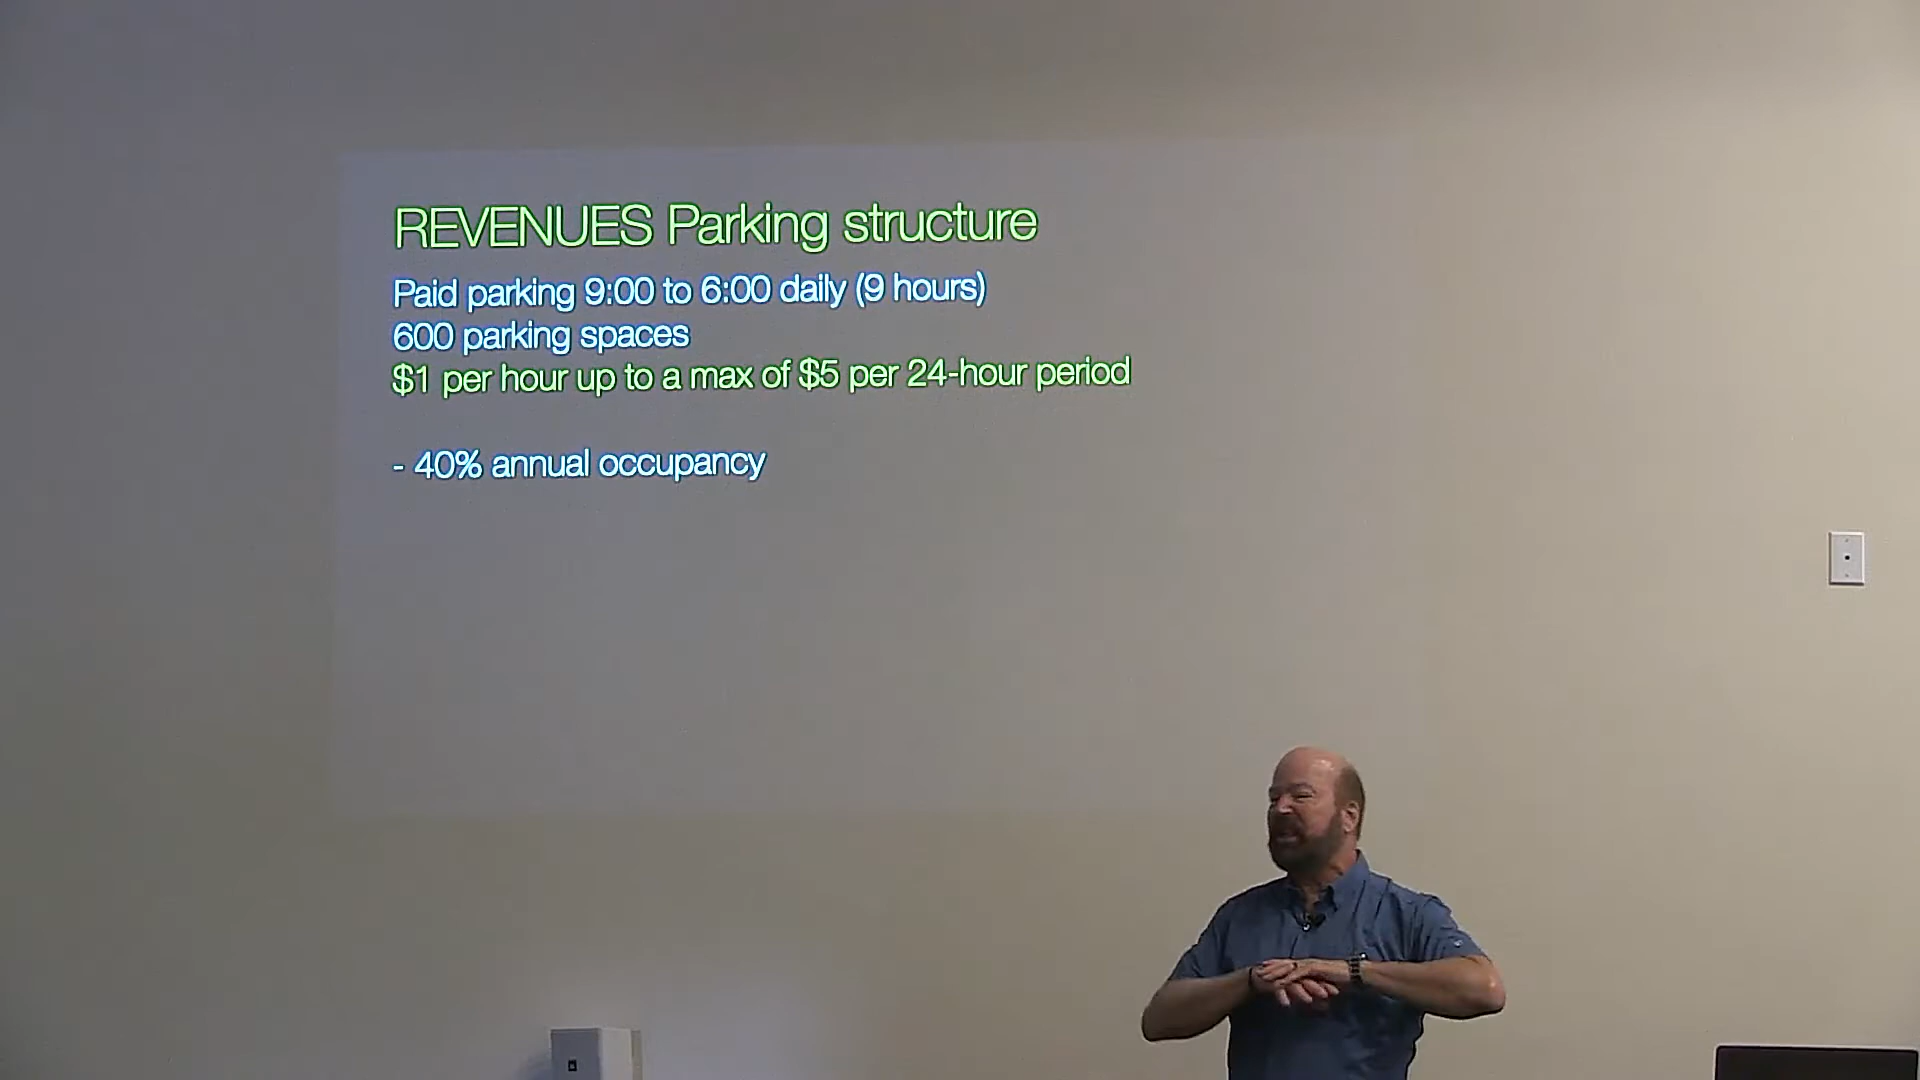 REVENUES Parking structure
Paid parking 9:00 to 6:00 daily (9 hours)
600 parking spaces
$1 per hour up to a max of $5 per 24-hour period
- 40% annual occupancy